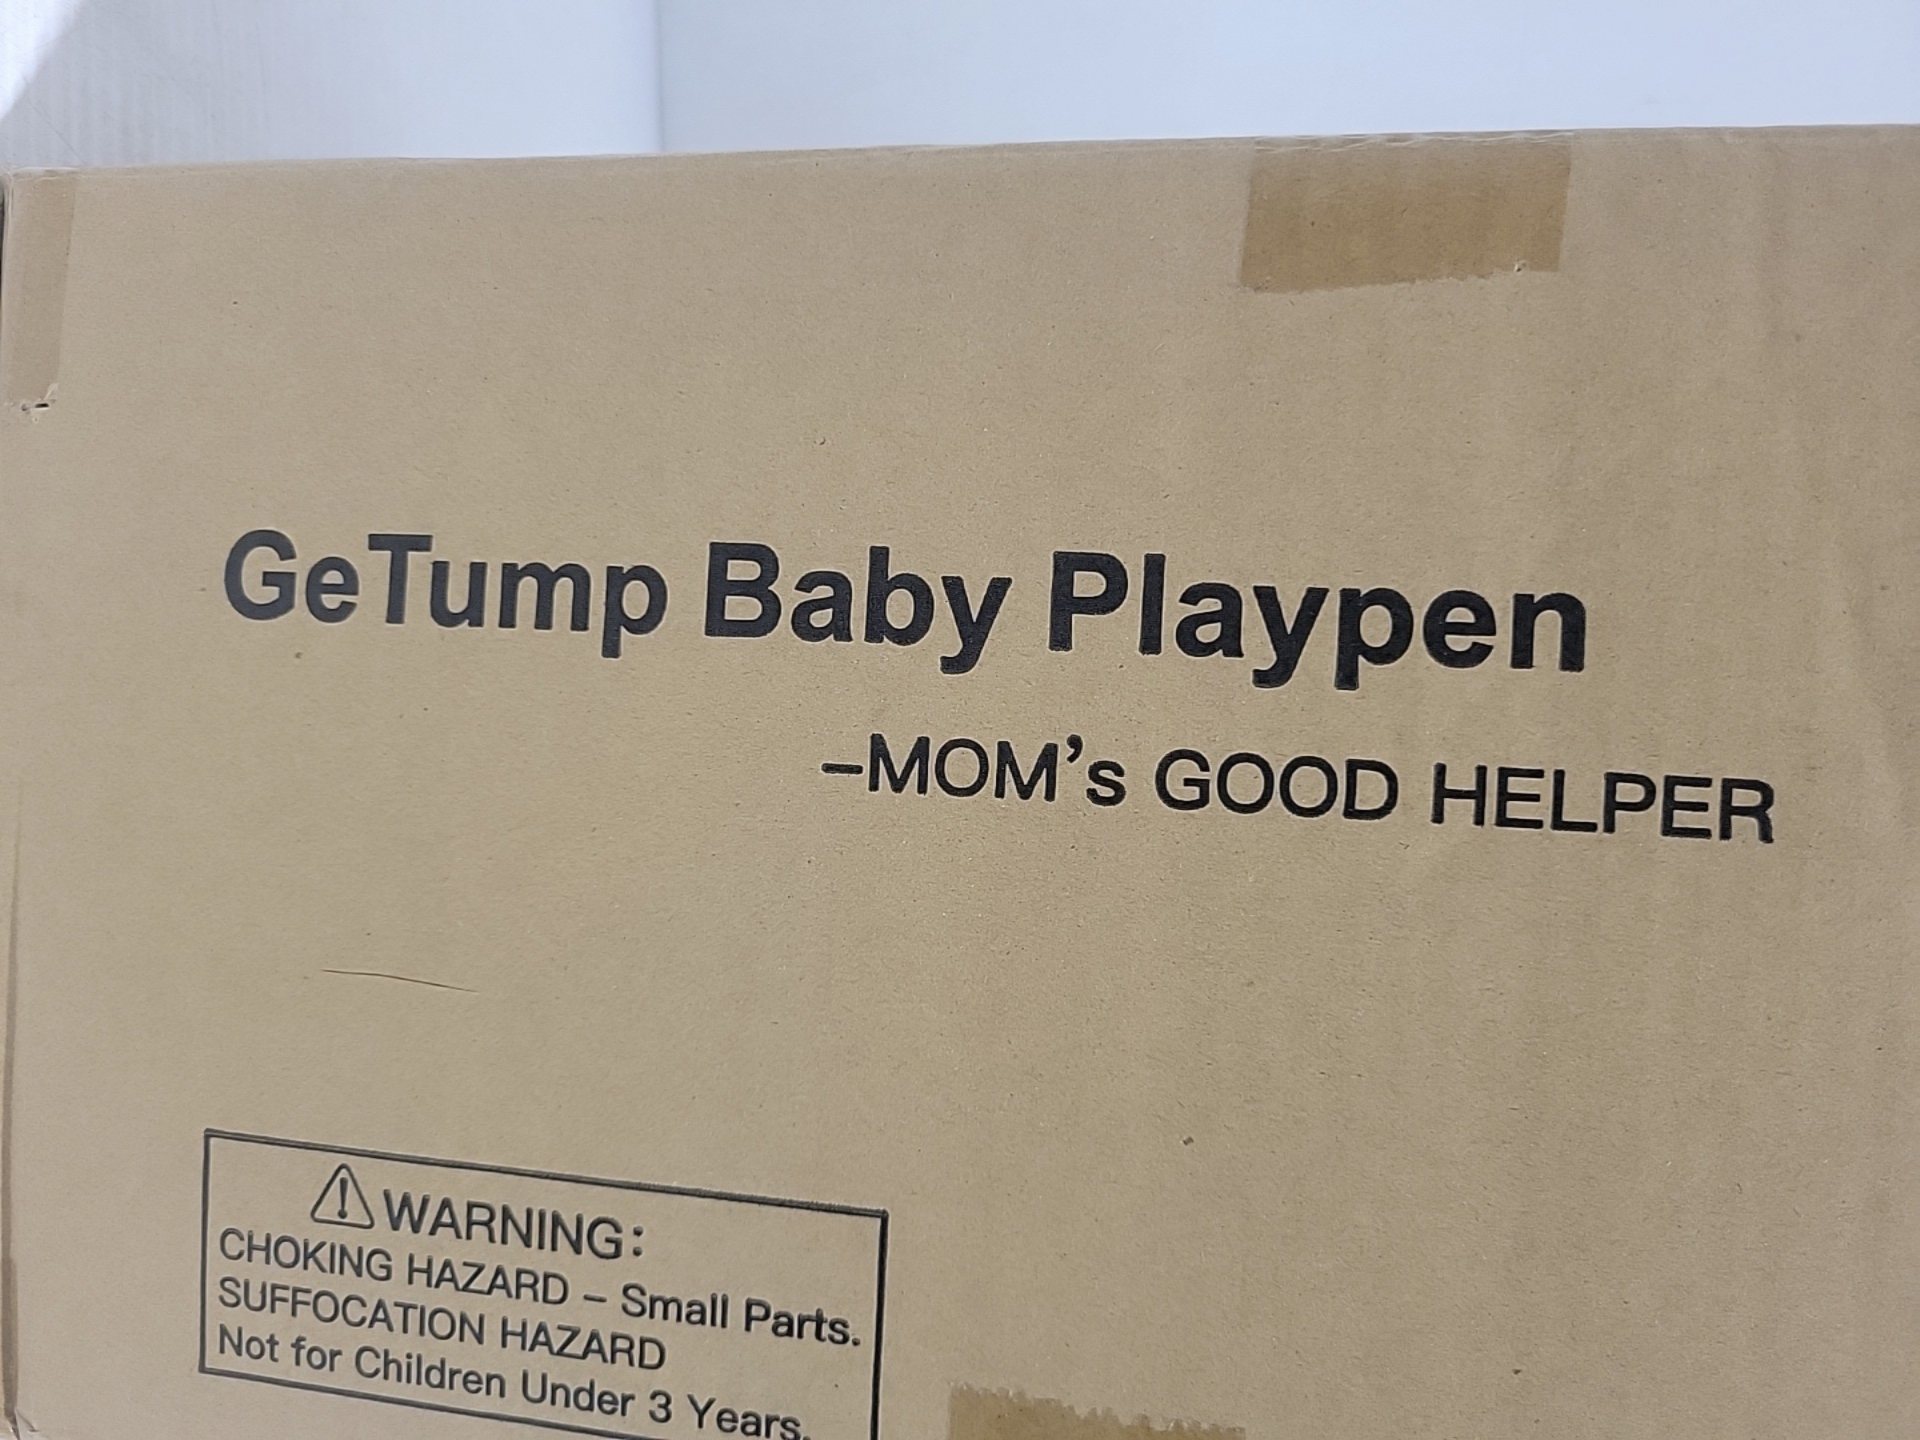 GeTump Baby Playpen
–MOM's GOOD HELPER
WARNING:
CHOKING HAZARD – Small Parts.
SUFFOCATION HAZARD
Not for Children Under 3 Years.